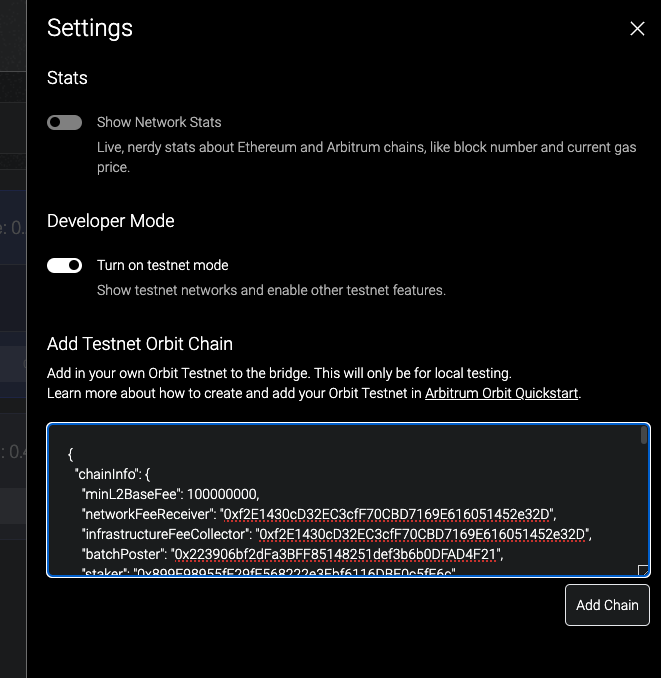 Settings
Stats
Show Network Stats
Live, nerdy stats about Ethereum and Arbitrum chains, like block number and current gas
price.
Developer Mode
Turn on testnet mode
Show testnet networks and enable other testnet features.
Add Testnet Orbit Chain
Add in your own Orbit Testnet to the bridge. This will only be for local testing.
Learn more about how to create and add your Orbit Testnet in Arbitrum Orbit Quickstart.
{
"chainInfo": {
"minL2BaseFee": 100000000,
"networkFeeReceiver": "0xf2E1430cD32EC3cfF70CBD7169E616051452e32D",
"infrastructureFeeCollector": "0xf2E1430cD32EC3cfF70CBD7169E616051452e32D",
"batchPoster": "0x223906bf2dFa3BFF85148251def3b6b0DFAD4F21",
"staker":
Add Chain